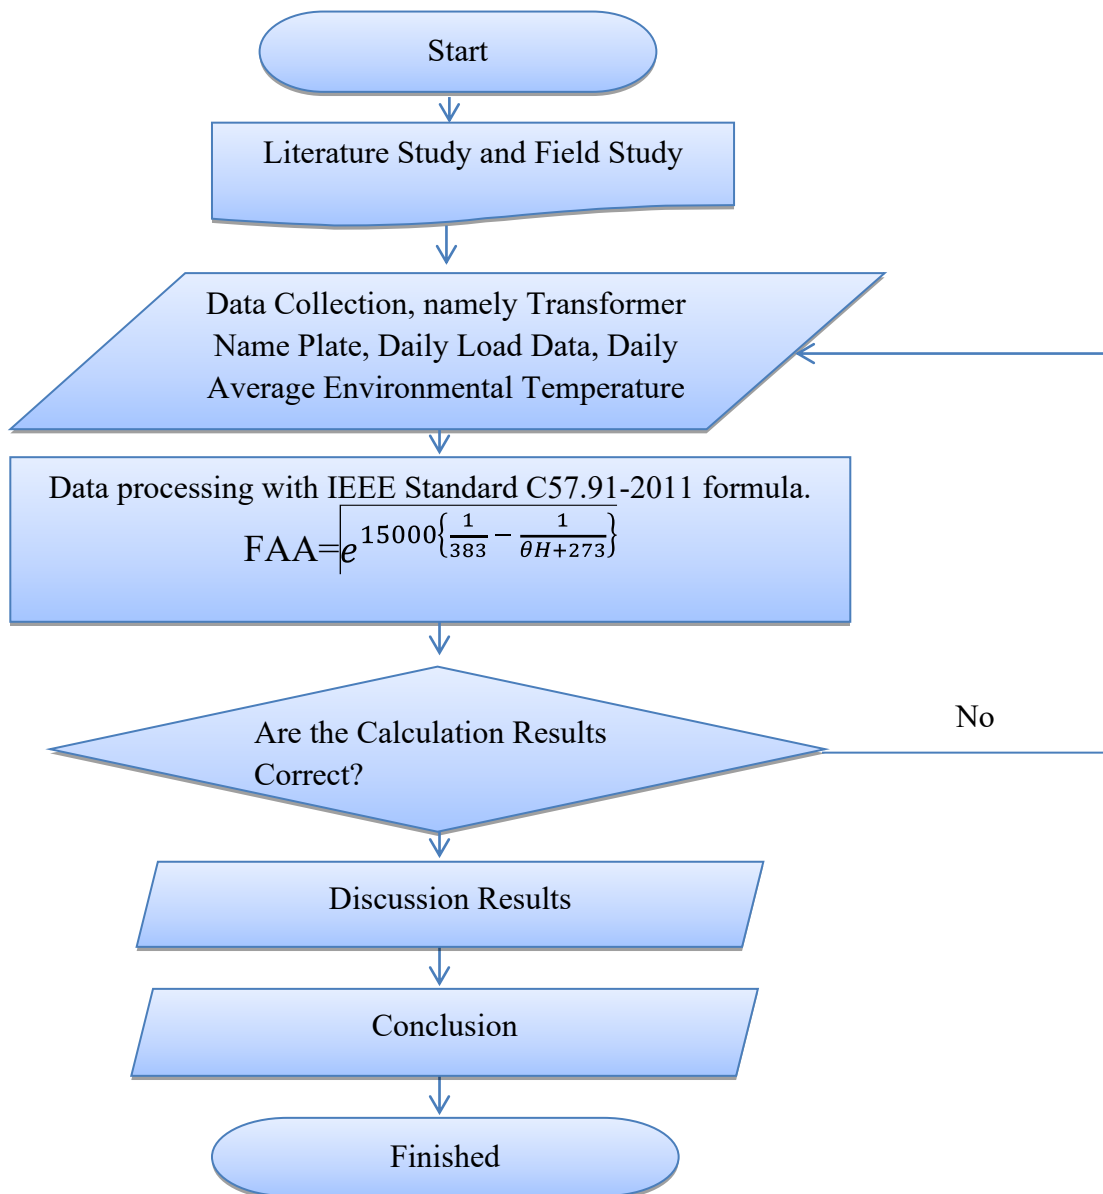 Start
Literature Study and Field Study
Data Collection, namely Transformer
Name Plate, Daily Load Data, Daily
Average Environmental Temperature
Data processing with IEEE Standard C57.91-2011 formula.
FAA=e^15000{1/383 − 1/(θH+273)}
Are the Calculation Results
Correct?
No
Discussion Results
Conclusion
Finished